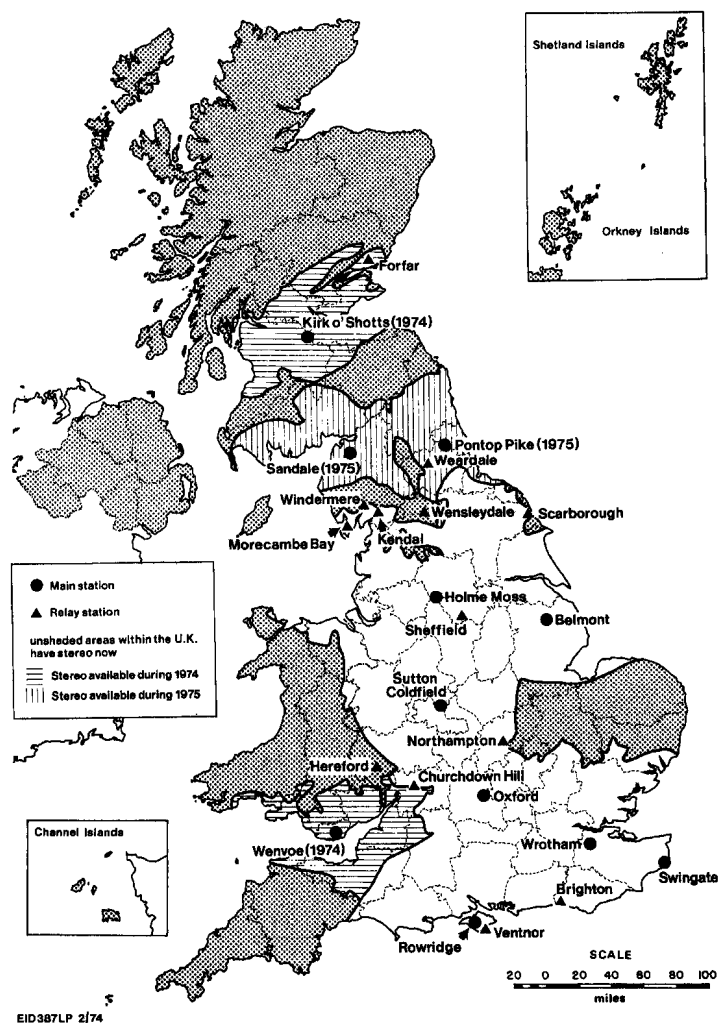 Shetland Islands
Orkney Islands
Forfar
Kirk o' Shotts (1974)
Pontop Pike (1975)
Sandale (1975)
Weardale
Windermere
Wensleydale
Scarborough
Morecambe Bay
Kendal
Main station
Relay station
unshaded areas within the U.K.
have stereo now
Stereo available during 1974
Stereo available during 1975
Holme Moss
Sheffield
Belmont
Sutton
Coldfield
Northampton
Hereford
Churchdown Hill
Oxford
Channel Islands
Wenvoe (1974)
Wrotham
Swingate
Brighton
Rowridge
Ventnor
SCALE
20 0 20 40 60 80 100
miles
EID387LP 2/74